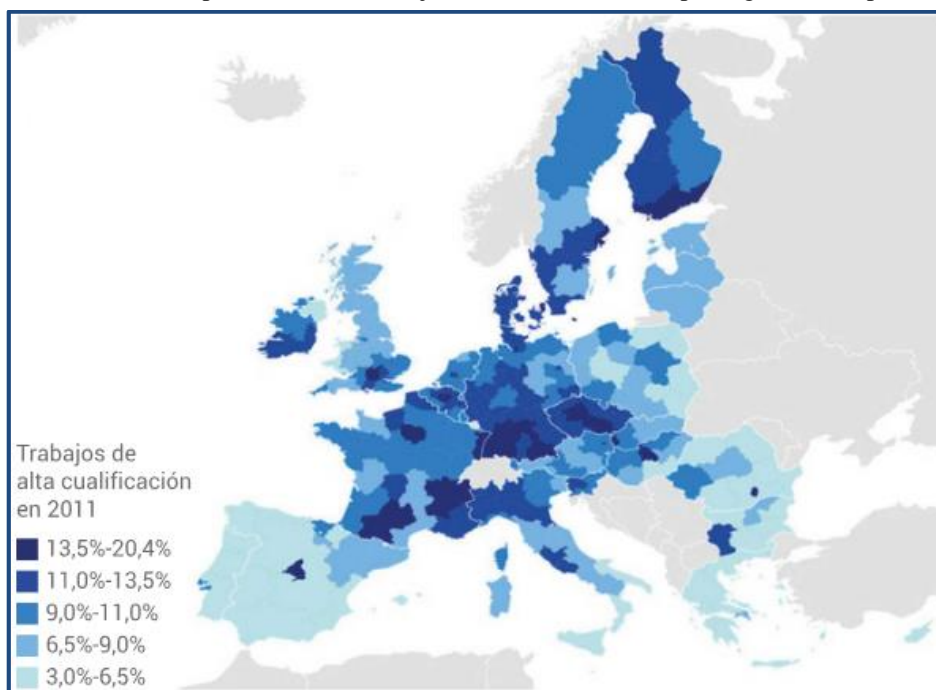 Trabajos de
alta cualificación
en 2011
13,5%-20,4%
11,0%-13,5%
9,0%-11,0%
6,5%-9,0%
3,0%-6,5%